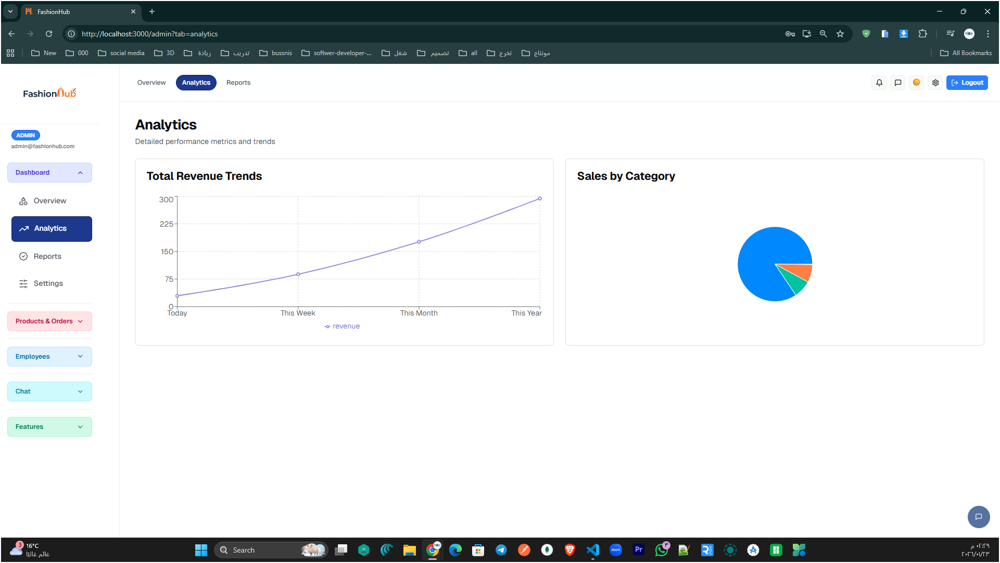 FashionHub
http://localhost:3000/admin?tab=analytics
New
000
social media
3D
ريادة
تدريب
bussnis
softwer-developer-...
شغل
تصميم
all
تخرج
مونتاج
All Bookmarks
FashionHub
Overview
Analytics
Reports
Logout
ADMIN
admin@fashionhub.com
Dashboard
Overview
Analytics
Reports
Settings
Products & Orders
Employees
Chat
Features
Analytics
Detailed performance metrics and trends
Total Revenue Trends
300
225
150
75
0
Today
This Week
This Month
This Year
revenue
Sales by Category
3
16°C
غائم غالبًا
Search
zoom
Pr
٣
٠٢:٢٩ م
٢٠٢٦/٠١/٢٣